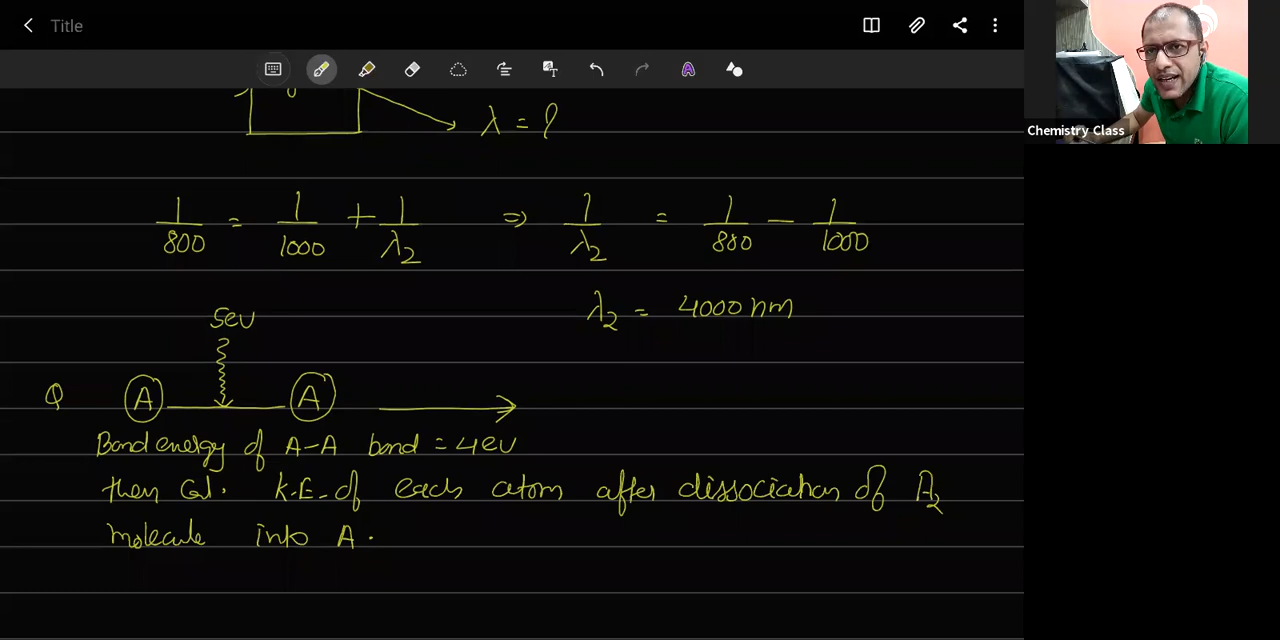 Title
Chemistry Class
λ = ?
1/800 = 1/1000 + 1/λ₂ ⇒ 1/λ₂ = 1/800 − 1/1000
λ₂ = 4000 nm
5eV
Q A A
Bond energy of A–A bond = 4eV
then Cal. K.E. of each atom after dissociation of A₂
molecule into A.